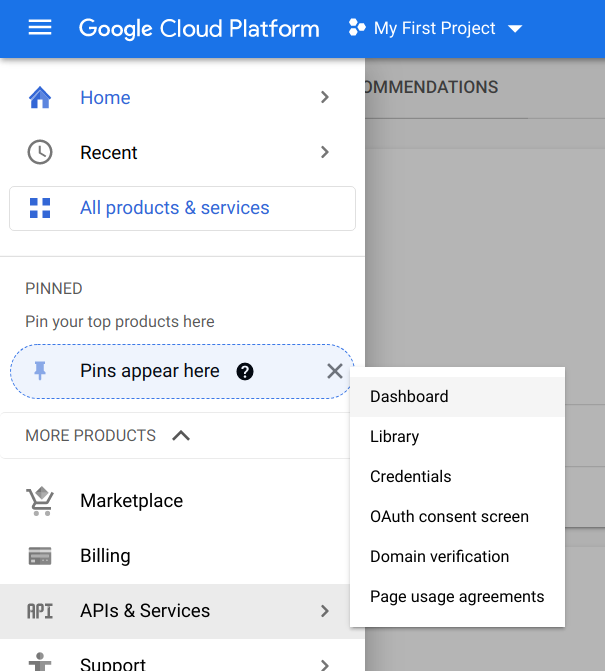 Google Cloud Platform My First Project
OMMENDATIONS
Home
Recent
All products & services
PINNED
Pin your top products here
Pins appear here ?
MORE PRODUCTS
Marketplace
Billing
API APIs & Services
Support
Dashboard
Library
Credentials
OAuth consent screen
Domain verification
Page usage agreements